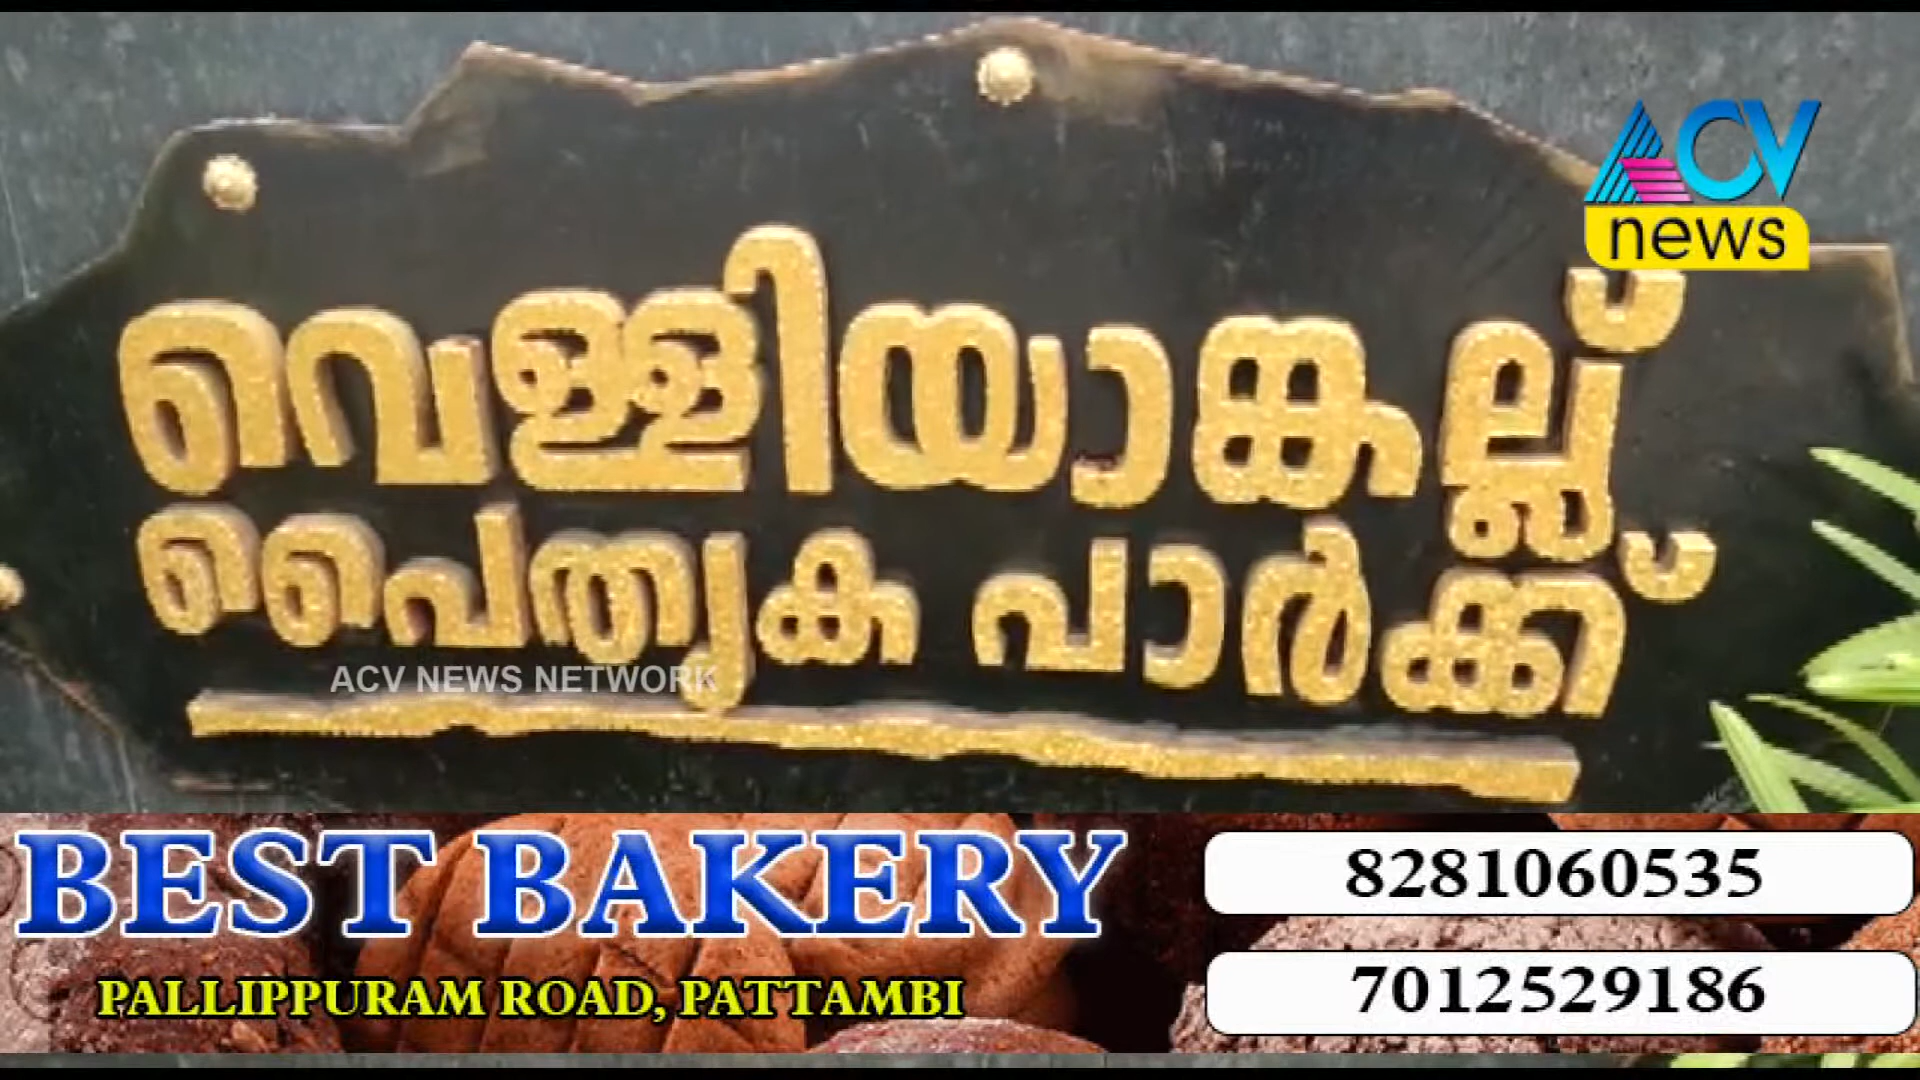 ACV
news
വെള്ളിയാങ്കല്ല്
പൈതൃക പാർക്ക്
ACV NEWS NETWORK
BEST BAKERY
PALLIPPURAM ROAD, PATTAMBI
8281060535
7012529186